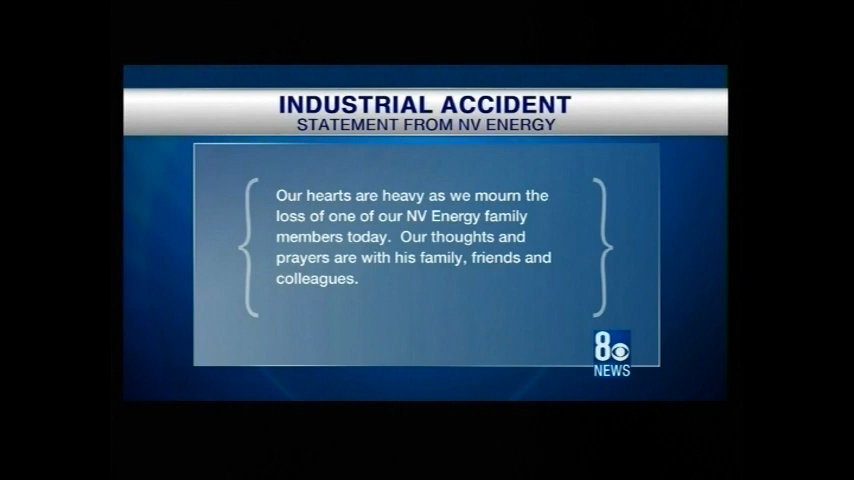 INDUSTRIAL ACCIDENT
STATEMENT FROM NV ENERGY
Our hearts are heavy as we mourn the
loss of one of our NV Energy family
members today.  Our thoughts and
prayers are with his family, friends and
colleagues.
8
NEWS